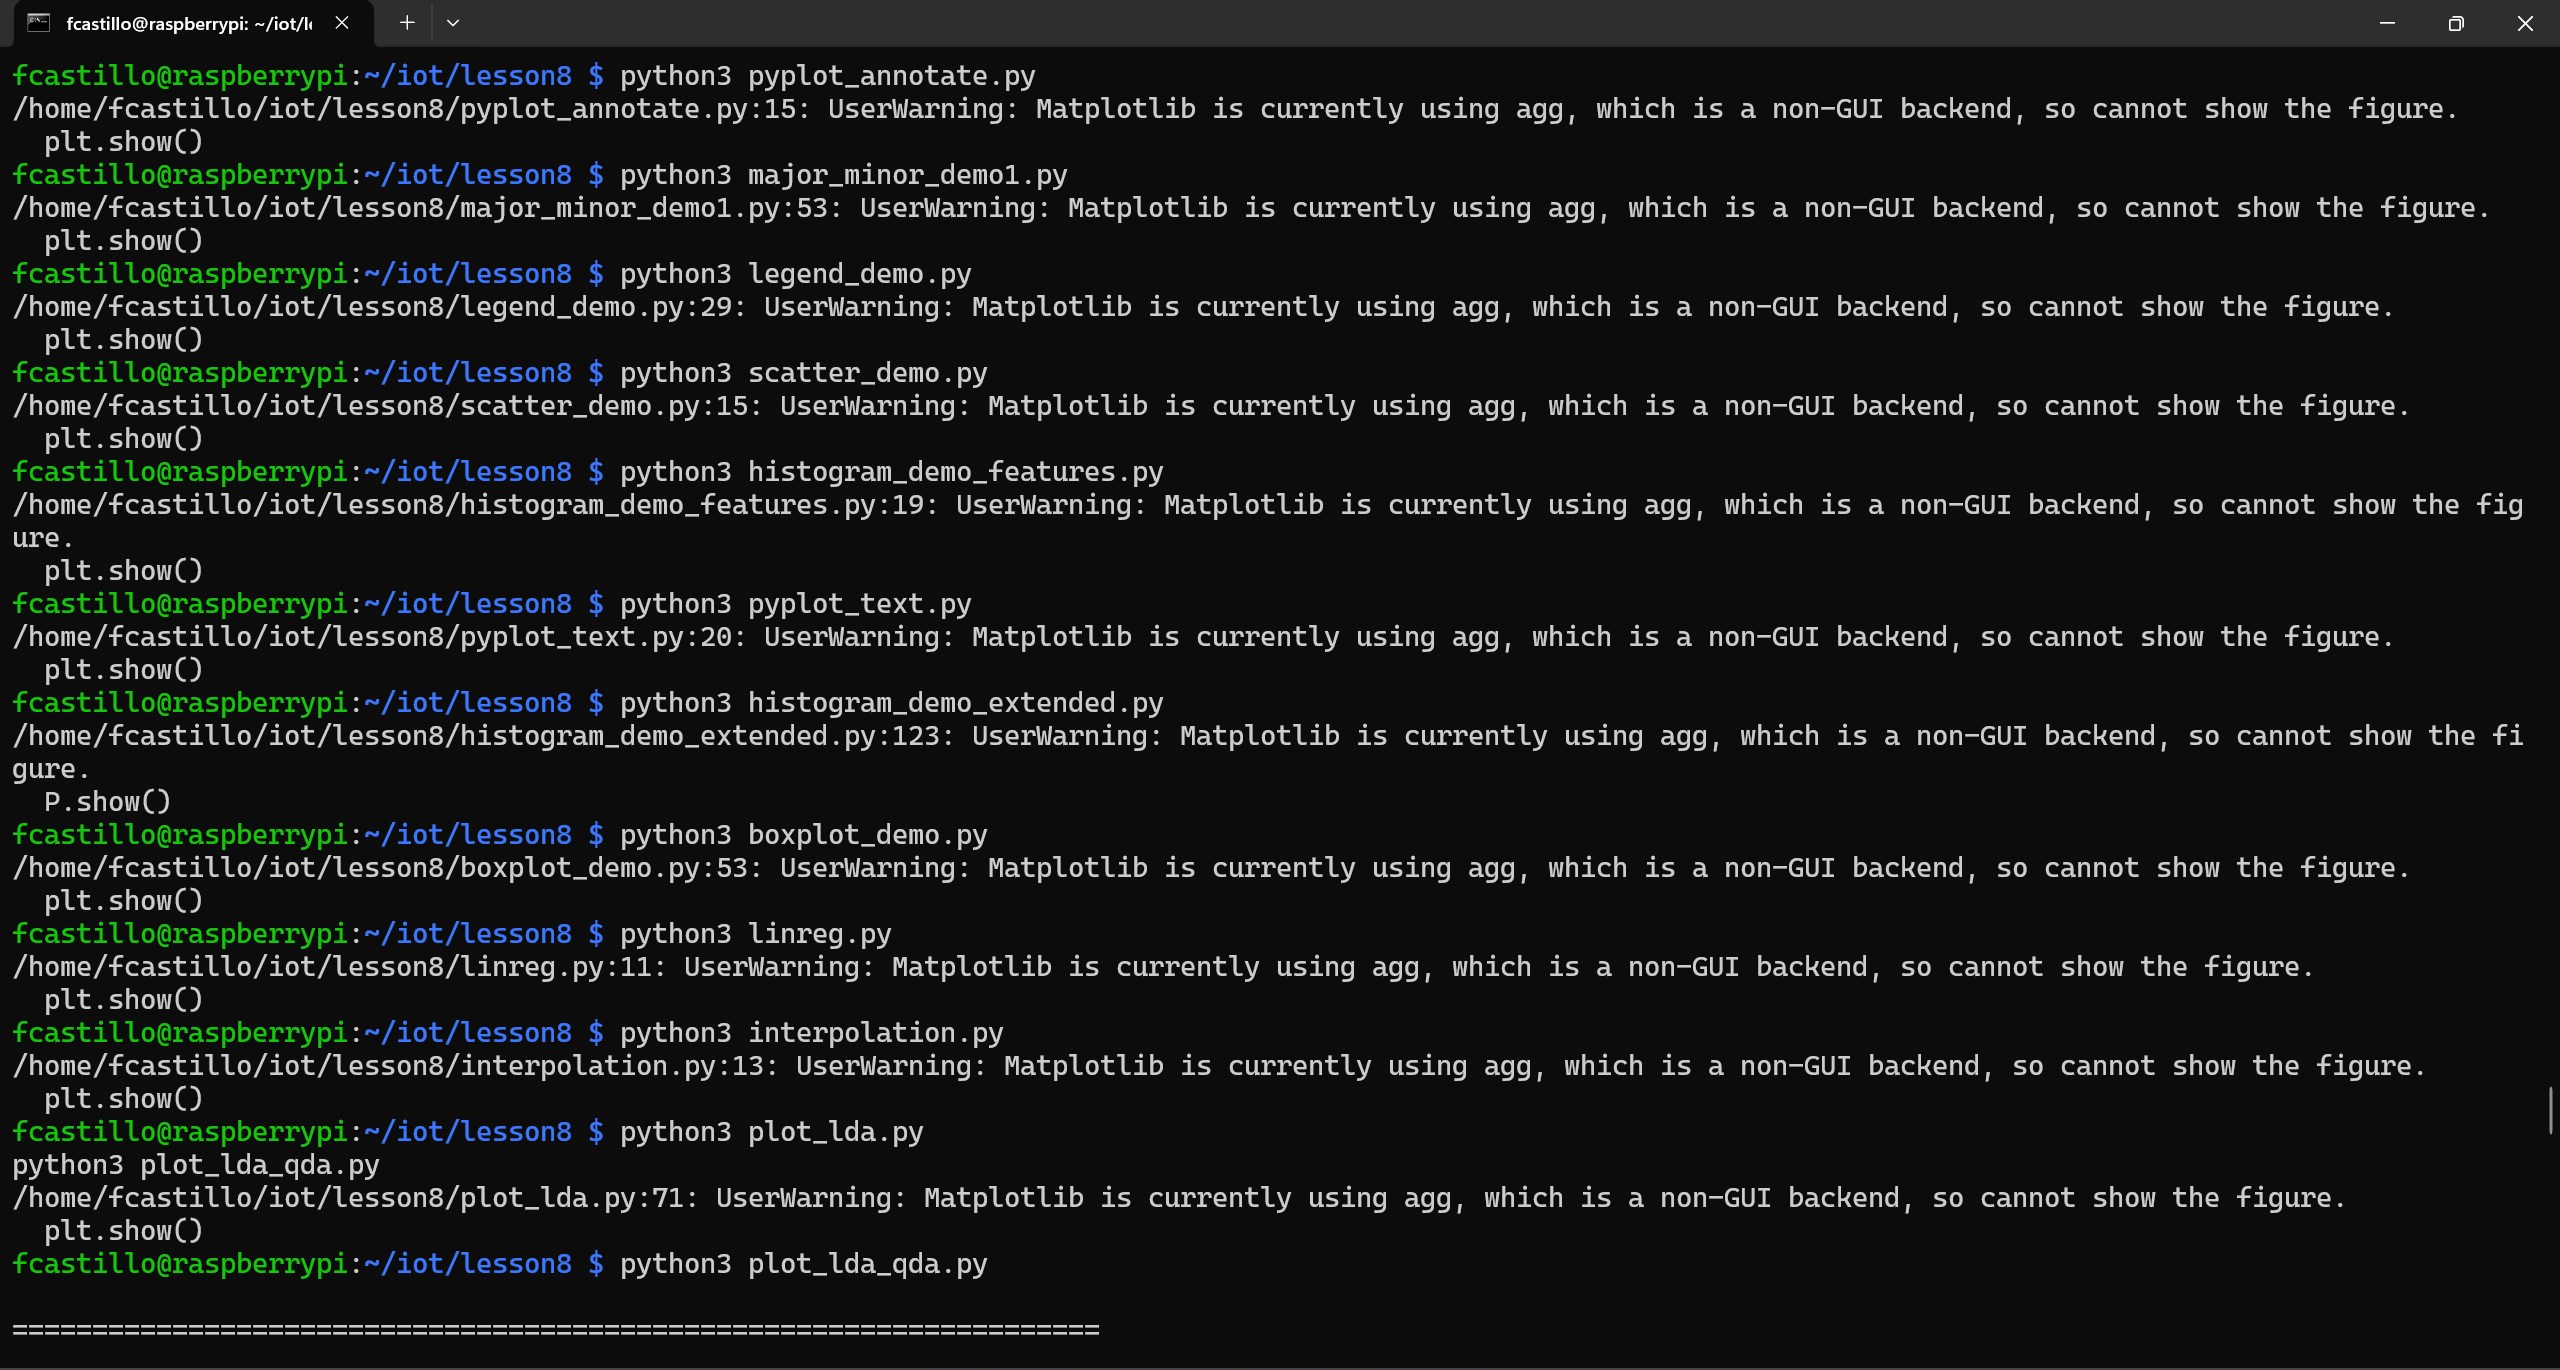 fcastillo@raspberrypi: ~/iot/l
fcastillo@raspberrypi:~/iot/lesson8 $ python3 pyplot_annotate.py
/home/fcastillo/iot/lesson8/pyplot_annotate.py:15: UserWarning: Matplotlib is currently using agg, which is a non-GUI backend, so cannot show the figure.
  plt.show()
fcastillo@raspberrypi:~/iot/lesson8 $ python3 major_minor_demo1.py
/home/fcastillo/iot/lesson8/major_minor_demo1.py:53: UserWarning: Matplotlib is currently using agg, which is a non-GUI backend, so cannot show the figure.
  plt.show()
fcastillo@raspberrypi:~/iot/lesson8 $ python3 legend_demo.py
/home/fcastillo/iot/lesson8/legend_demo.py:29: UserWarning: Matplotlib is currently using agg, which is a non-GUI backend, so cannot show the figure.
  plt.show()
fcastillo@raspberrypi:~/iot/lesson8 $ python3 scatter_demo.py
/home/fcastillo/iot/lesson8/scatter_demo.py:15: UserWarning: Matplotlib is currently using agg, which is a non-GUI backend, so cannot show the figure.
  plt.show()
fcastillo@raspberrypi:~/iot/lesson8 $ python3 histogram_demo_features.py
/home/fcastillo/iot/lesson8/histogram_demo_features.py:19: UserWarning: Matplotlib is currently using agg, which is a non-GUI backend, so cannot show the fig
ure.
  plt.show()
fcastillo@raspberrypi:~/iot/lesson8 $ python3 pyplot_text.py
/home/fcastillo/iot/lesson8/pyplot_text.py:20: UserWarning: Matplotlib is currently using agg, which is a non-GUI backend, so cannot show the figure.
  plt.show()
fcastillo@raspberrypi:~/iot/lesson8 $ python3 histogram_demo_extended.py
/home/fcastillo/iot/lesson8/histogram_demo_extended.py:123: UserWarning: Matplotlib is currently using agg, which is a non-GUI backend, so cannot show the fi
gure.
  P.show()
fcastillo@raspberrypi:~/iot/lesson8 $ python3 boxplot_demo.py
/home/fcastillo/iot/lesson8/boxplot_demo.py:53: UserWarning: Matplotlib is currently using agg, which is a non-GUI backend, so cannot show the figure.
  plt.show()
fcastillo@raspberrypi:~/iot/lesson8 $ python3 linreg.py
/home/fcastillo/iot/lesson8/linreg.py:11: UserWarning: Matplotlib is currently using agg, which is a non-GUI backend, so cannot show the figure.
  plt.show()
fcastillo@raspberrypi:~/iot/lesson8 $ python3 interpolation.py
/home/fcastillo/iot/lesson8/interpolation.py:13: UserWarning: Matplotlib is currently using agg, which is a non-GUI backend, so cannot show the figure.
  plt.show()
fcastillo@raspberrypi:~/iot/lesson8 $ python3 plot_lda.py
python3 plot_lda_qda.py
/home/fcastillo/iot/lesson8/plot_lda.py:71: UserWarning: Matplotlib is currently using agg, which is a non-GUI backend, so cannot show the figure.
  plt.show()
fcastillo@raspberrypi:~/iot/lesson8 $ python3 plot_lda_qda.py
====================================================================